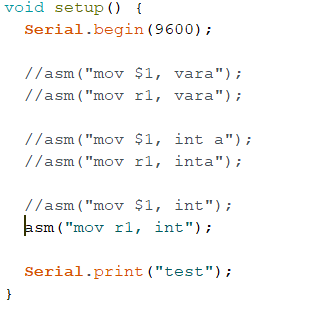 void setup() {
Serial.begin(9600);
//asm("mov $1, vara");
//asm("mov r1, vara");
//asm("mov $1, int a");
//asm("mov r1, inta");
//asm("mov $1, int");
asm("mov r1, int");
Serial.print("test");
}